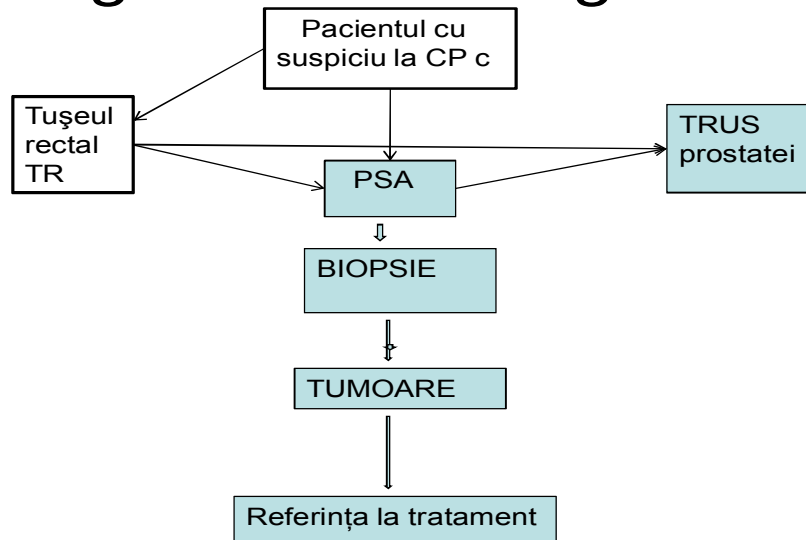 Pacientul cu
suspiciu la CP c
Tuşeul
rectal
TR
TRUS
prostatei
PSA
BIOPSIE
TUMOARE
Referința la tratament